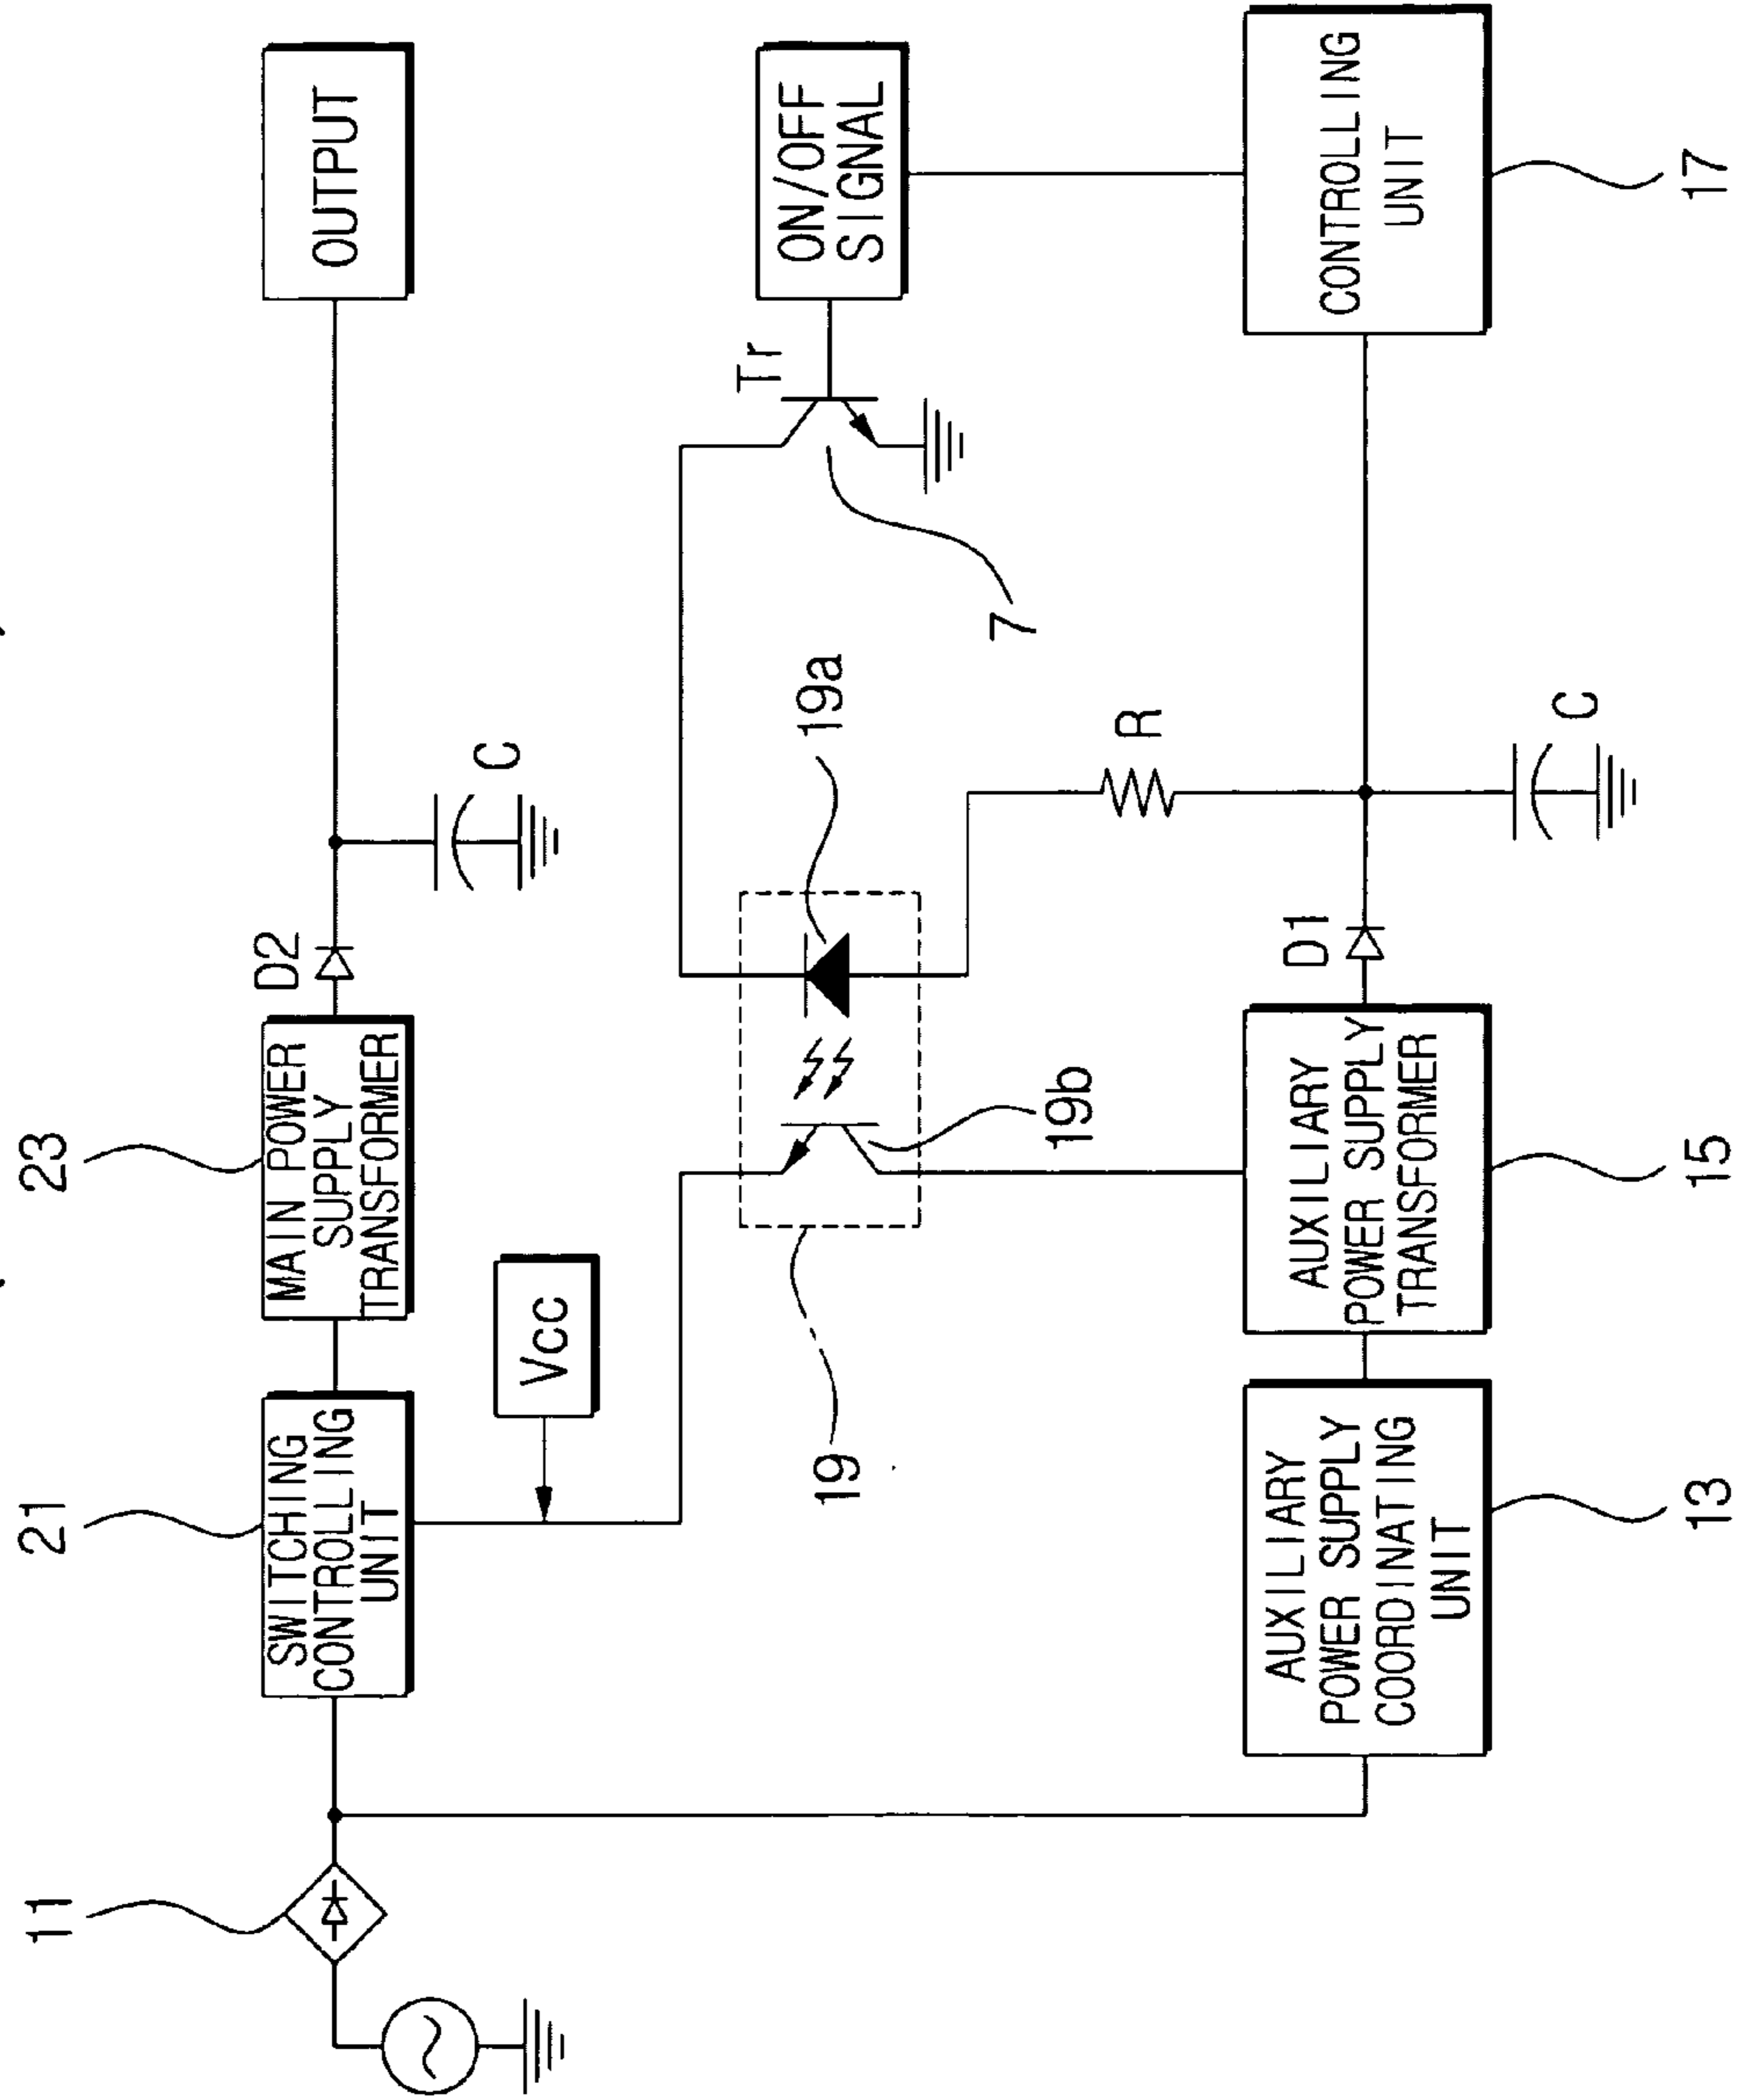 11
21
23
SWITCHING
CONTROLLING
UNIT
MAIN POWER
SUPPLY
TRANSFORMER
D2
C
OUTPUT
Vcc
19
19b
19a
7
Tr
ON/OFF
SIGNAL
R
AUXILIARY
POWER SUPPLY
COORDINATING
UNIT
AUXILIARY
POWER SUPPLY
TRANSFORMER
D1
C
CONTROLLING
UNIT
13
15
17